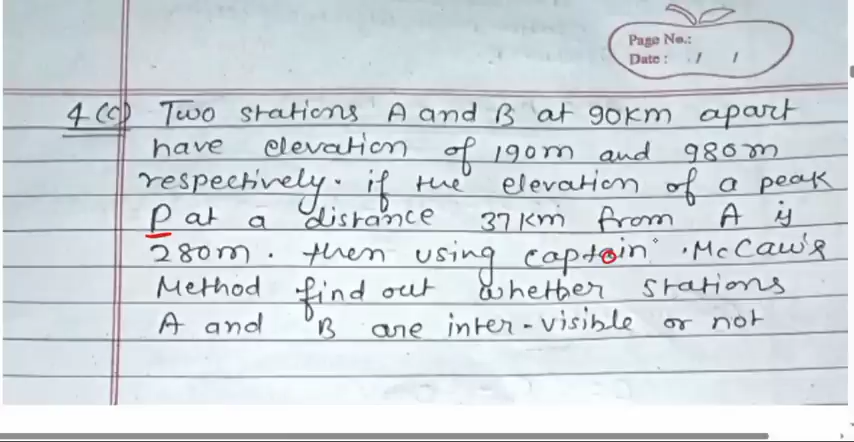 Page No.:
Date : / /
4(c) Two stations A and B at 90km apart
have elevation of 190m and 980m
respectively. if the elevation of a peak
P at a distance 37km from A is
280m. then using captain McCaw's
Method find out whether stations
A and B are inter-visible or not